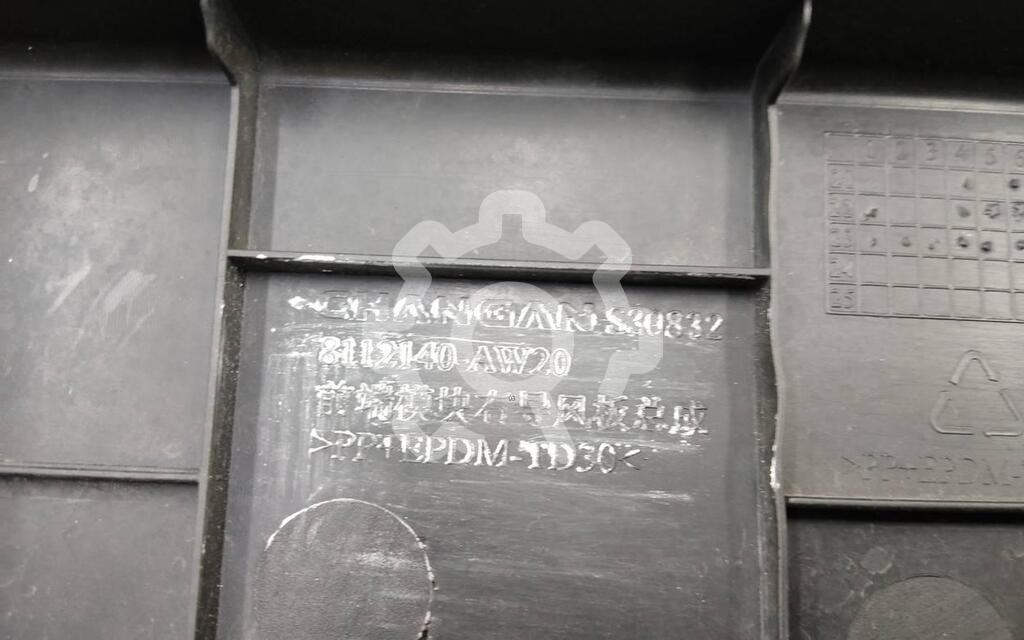 CHANGAN S30832
8112140-AW20
前端模块右导风板总成
>PP+EPDM-TD30<
1 2 3 4 5 6
21
22
23
24
25
>PP+EPDM-